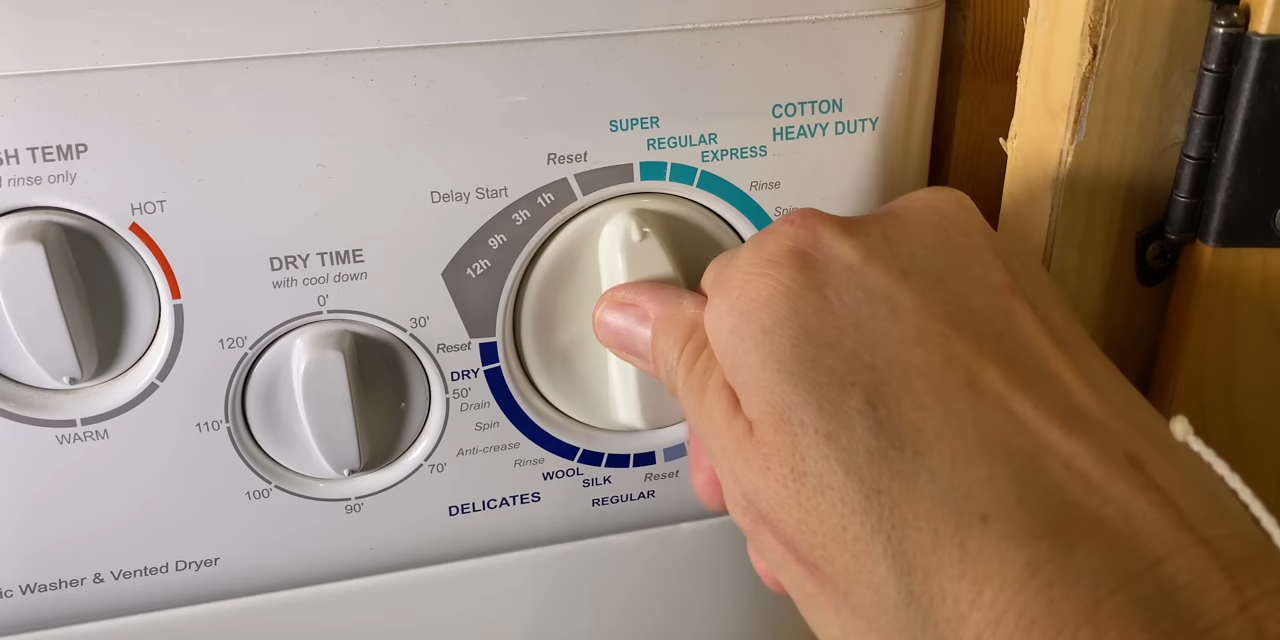 SH TEMP
rinse only
HOT
WARM
DRY TIME
with cool down
0'
30'
50'
70'
90'
100'
110'
120'
Delay Start
Reset
1h
3h
9h
12h
SUPER
REGULAR
EXPRESS
COTTON
HEAVY DUTY
Rinse
Spin
Reset
DRY
Drain
Spin
Anti-crease
Rinse
WOOL
SILK
REGULAR
DELICATES
Reset
ic Washer & Vented Dryer